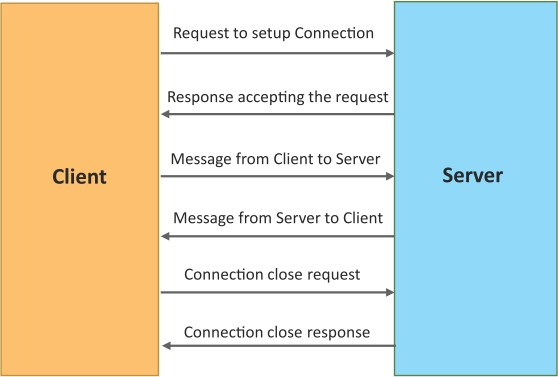 Request to setup Connection
Response accepting the request
Client
Message from Client to Server
Server
Message from Server to Client
Connection close request
Connection close response